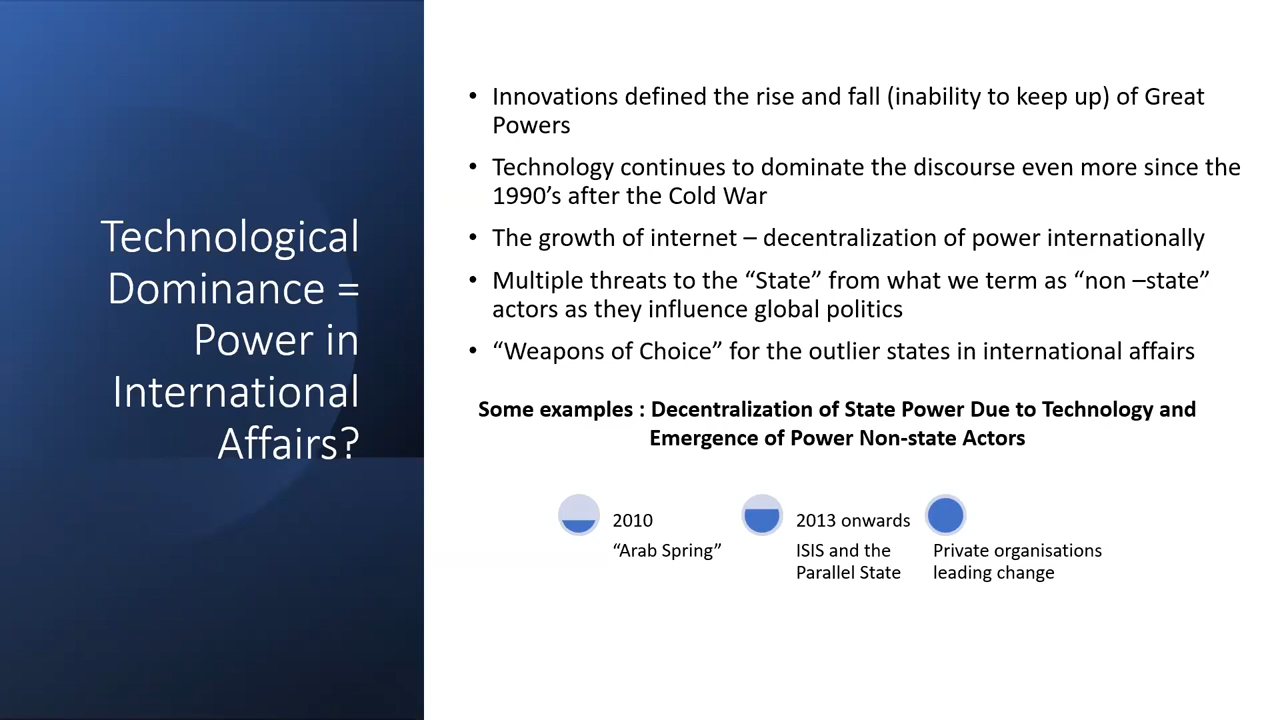 Technological
Dominance =
Power in
International
Affairs?
• Innovations defined the rise and fall (inability to keep up) of Great
Powers
• Technology continues to dominate the discourse even more since the
1990’s after the Cold War
• The growth of internet – decentralization of power internationally
• Multiple threats to the “State” from what we term as “non –state”
actors as they influence global politics
• “Weapons of Choice” for the outlier states in international affairs
Some examples : Decentralization of State Power Due to Technology and
Emergence of Power Non-state Actors
2010
“Arab Spring”
2013 onwards
ISIS and the
Parallel State
Private organisations
leading change